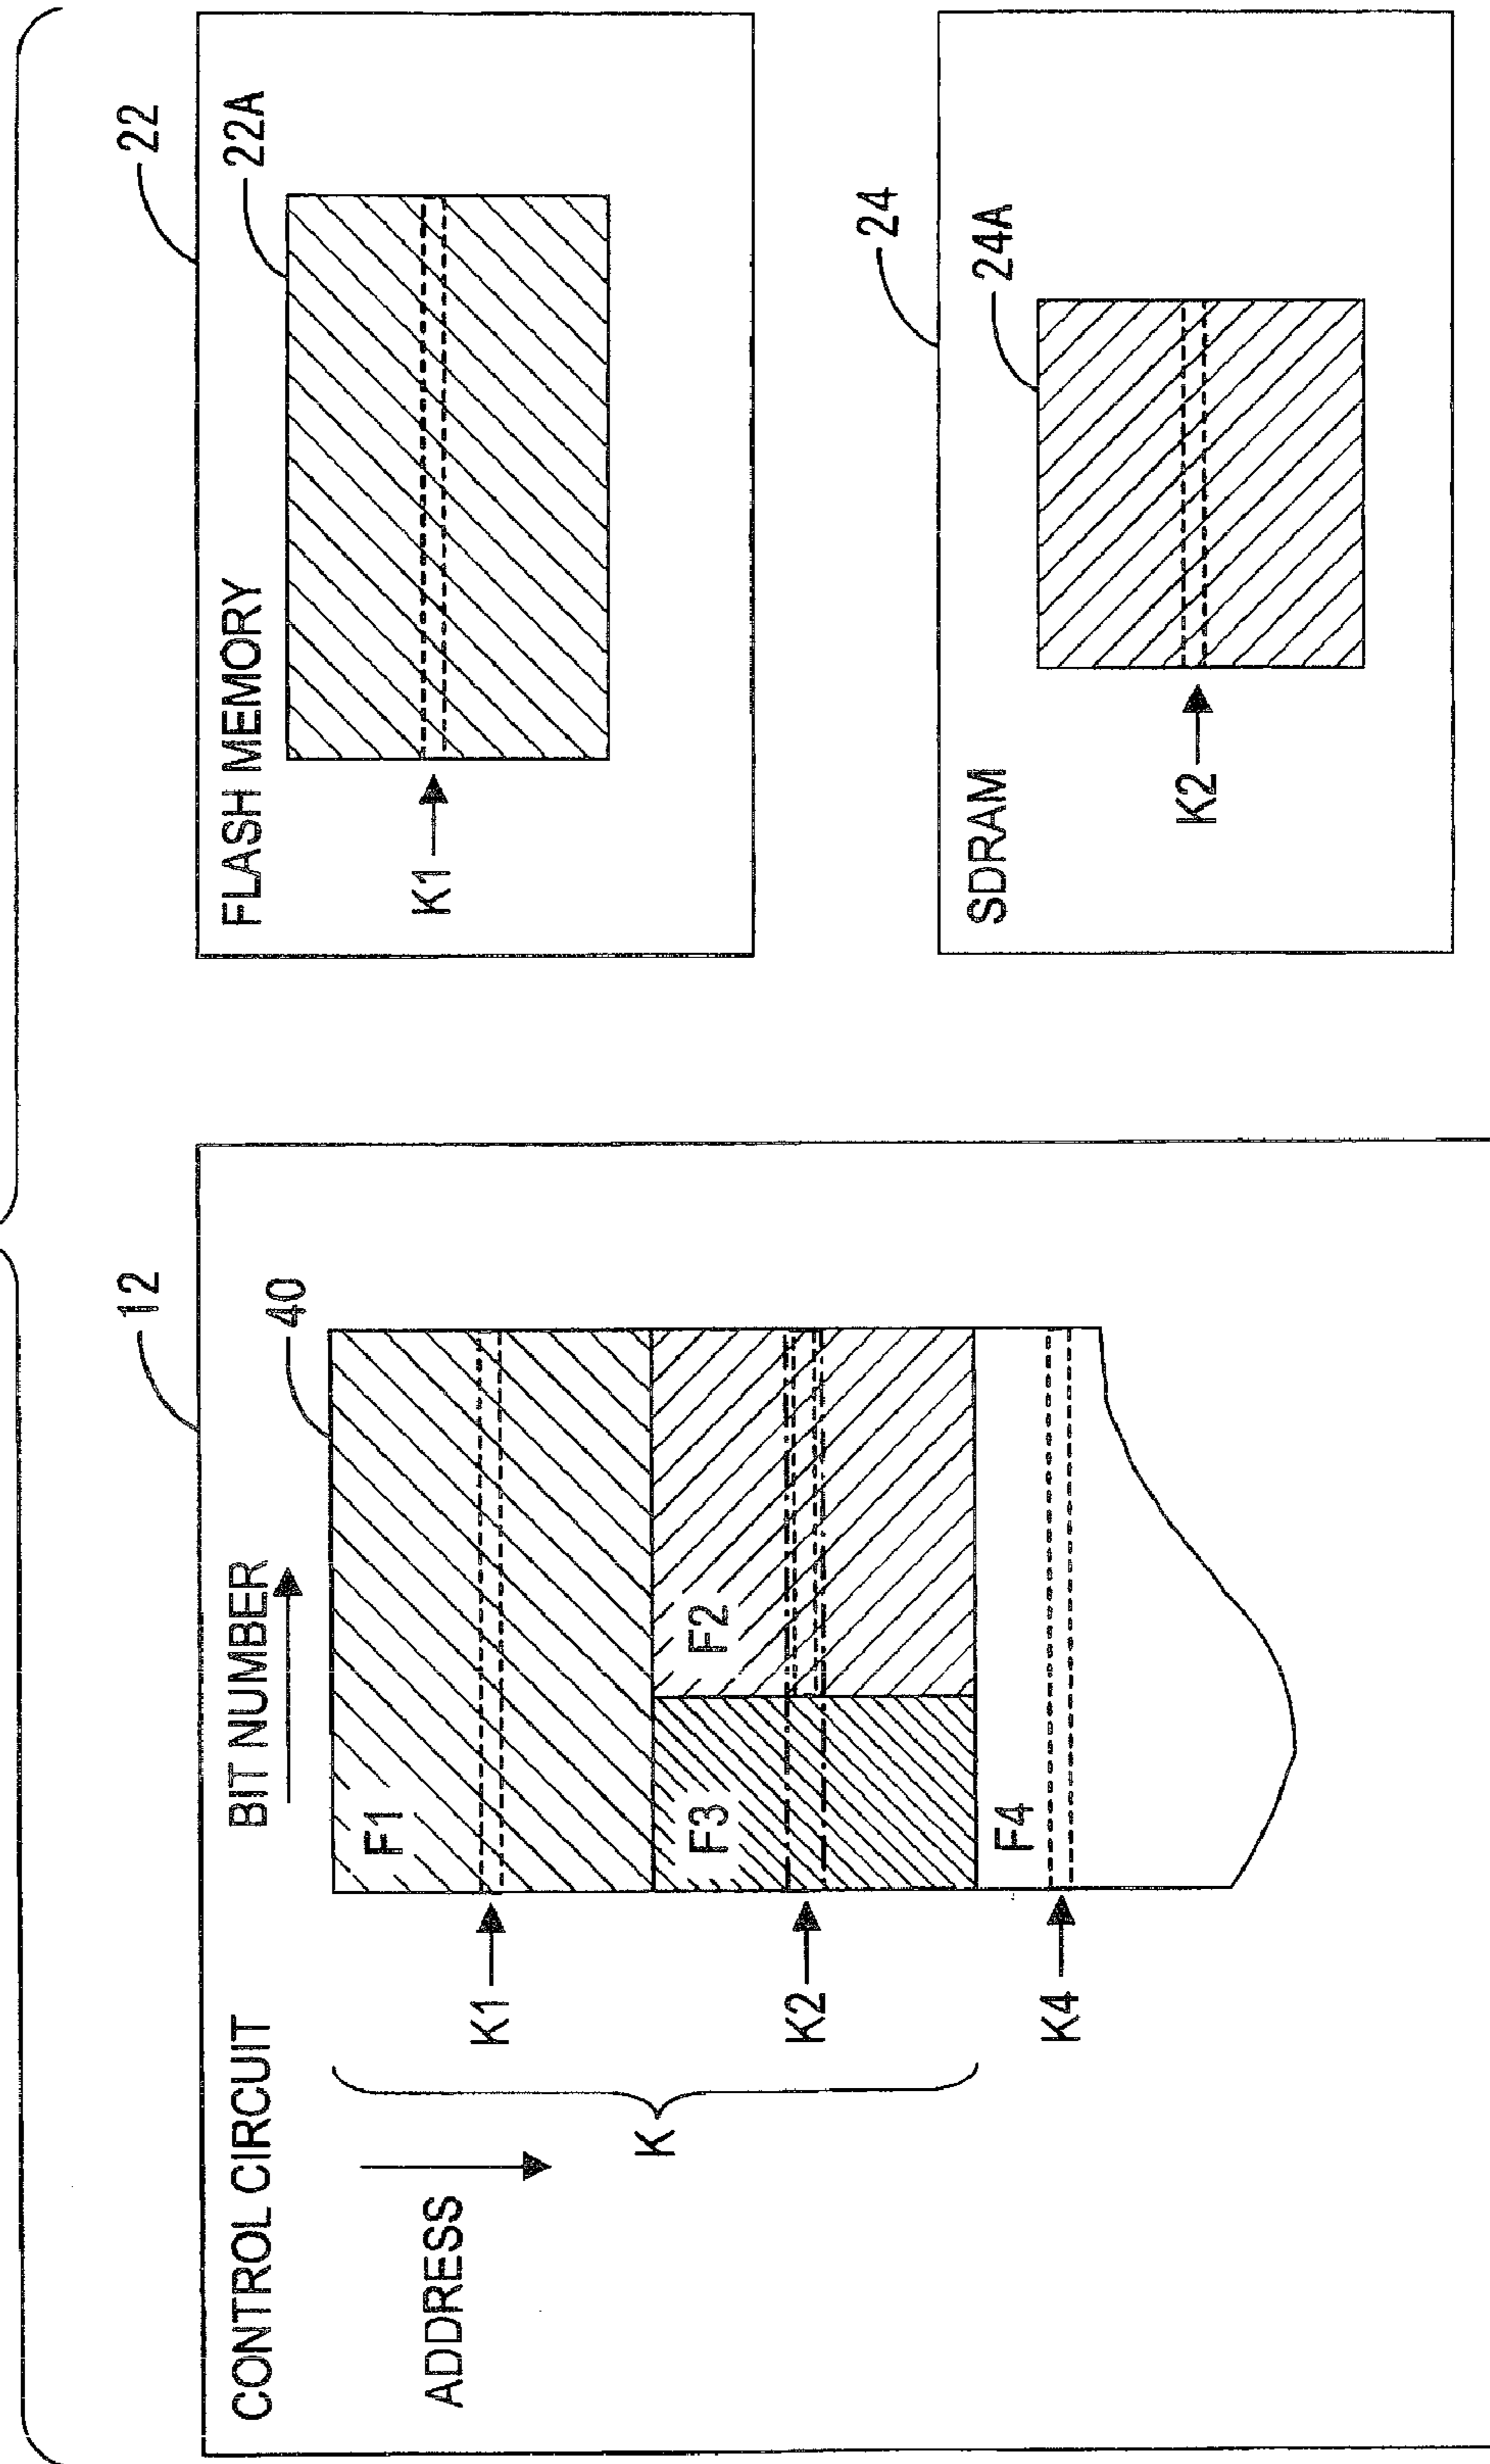 12
CONTROL CIRCUIT
BIT NUMBER
40
ADDRESS
F1
K1
K
F3
F2
K2
F4
K4
22
FLASH MEMORY
22A
K1
24
SDRAM
24A
K2